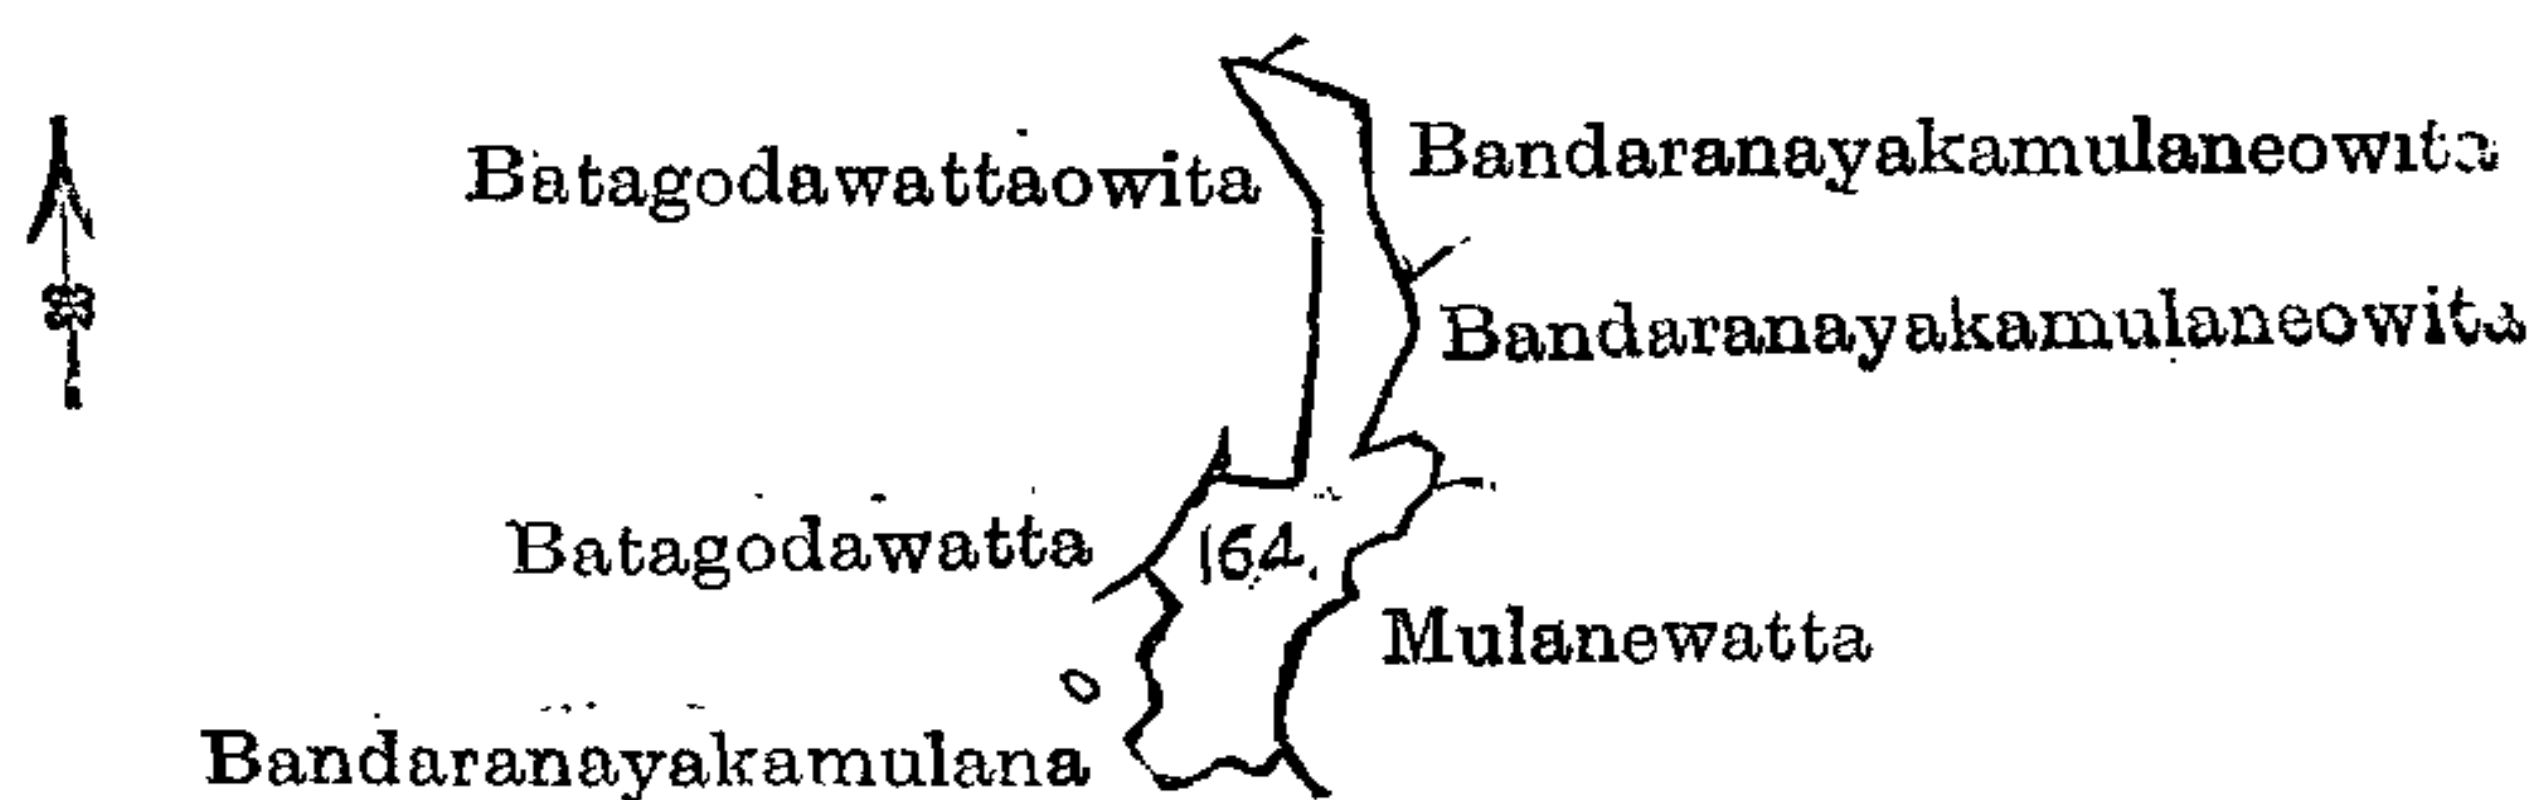 Batagodawattaowita
Bandaranayakamulaneowita
Bandaranayakamulaneowita
Batagodawatta
164.
Mulanewatta
Bandaranayakamulana